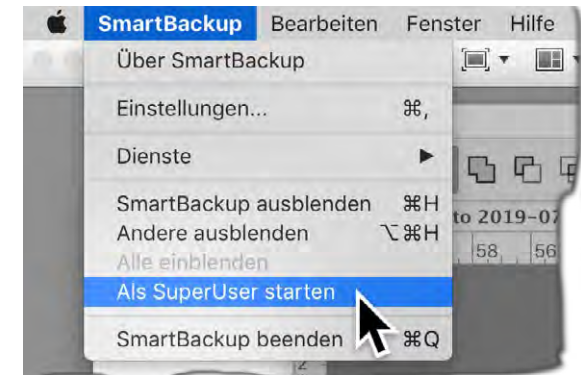 SmartBackup Bearbeiten Fenster Hilfe
Über SmartBackup
Einstellungen... ⌘,
Dienste ▶
SmartBackup ausblenden ⌘H
to 2019-07
Andere ausblenden ⌥⌘H
58 56
Alle einblenden
Als SuperUser starten
SmartBackup beenden ⌘Q
2